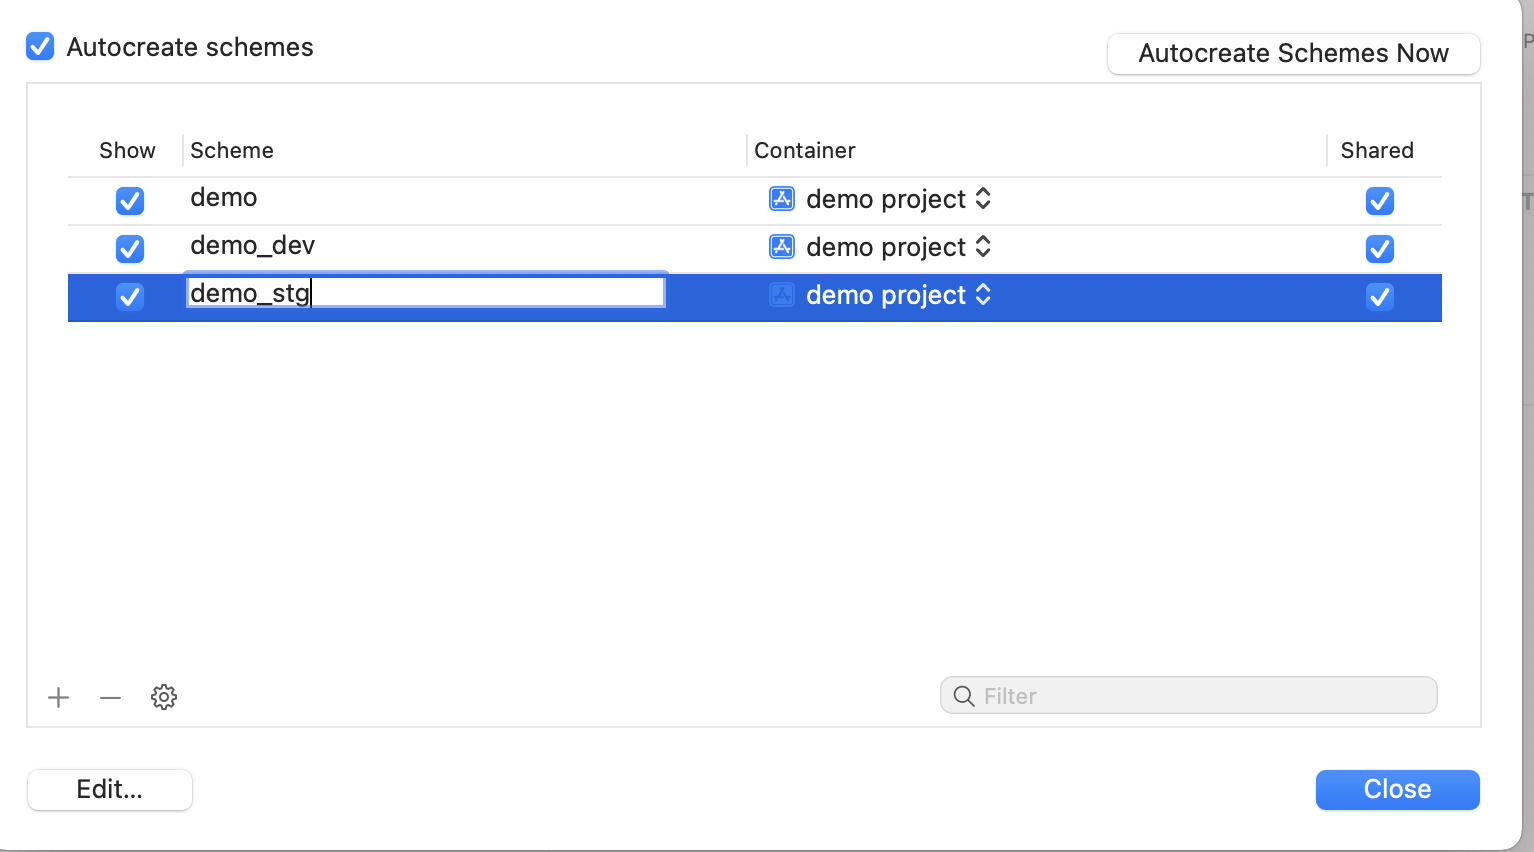 Autocreate schemes
Autocreate Schemes Now
Show Scheme Container Shared
demo demo project
demo_dev demo project
demo_stg demo project
Filter
Edit...
Close